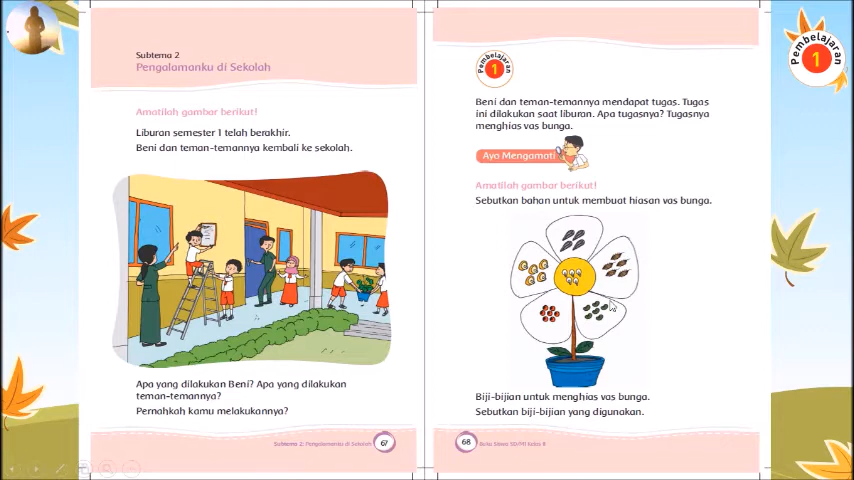 Subtema 2
Pengalamanku di Sekolah
Amatilah gambar berikut!
Liburan semester 1 telah berakhir.
Beni dan teman-temannya kembali ke sekolah.
Apa yang dilakukan Beni? Apa yang dilakukan
teman-temannya?
Pernahkah kamu melakukannya?
Subtema 2: Pengalamanku di Sekolah
67
Pembelajaran
1
Beni dan teman-temannya mendapat tugas. Tugas
ini dilakukan saat liburan. Apa tugasnya? Tugasnya
menghias vas bunga.
Ayo Mengamati
Amatilah gambar berikut!
Sebutkan bahan untuk membuat hiasan vas bunga.
Biji-bijian untuk menghias vas bunga.
Sebutkan biji-bijian yang digunakan.
68
Buku Siswa SD/MI Kelas II
Pembelajaran
1